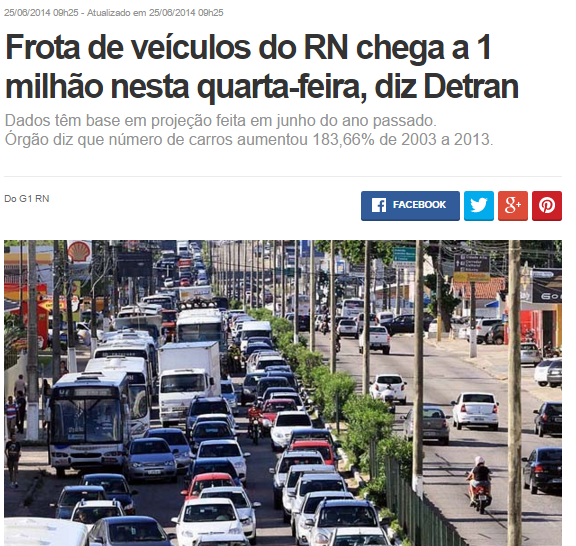 25/06/2014 09h25 - Atualizado em 25/06/2014 09h25
Frota de veículos do RN chega a 1
milhão nesta quarta-feira, diz Detran
Dados têm base em projeção feita em junho do ano passado.
Órgão diz que número de carros aumentou 183,66% de 2003 a 2013.
Do G1 RN
FACEBOOK
Shell